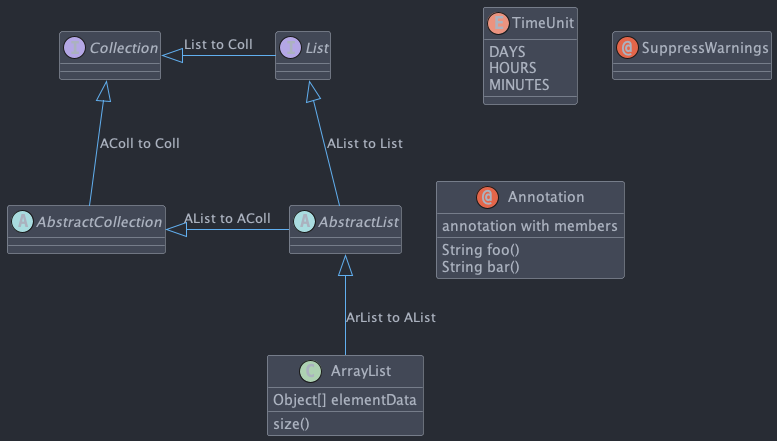 Collection
List to Coll
List
E TimeUnit
DAYS
HOURS
MINUTES
@ SuppressWarnings
AColl to Coll
AList to List
A AbstractCollection
AList to AColl
A AbstractList
@ Annotation
annotation with members
String foo()
String bar()
ArList to AList
C ArrayList
Object[] elementData
size()